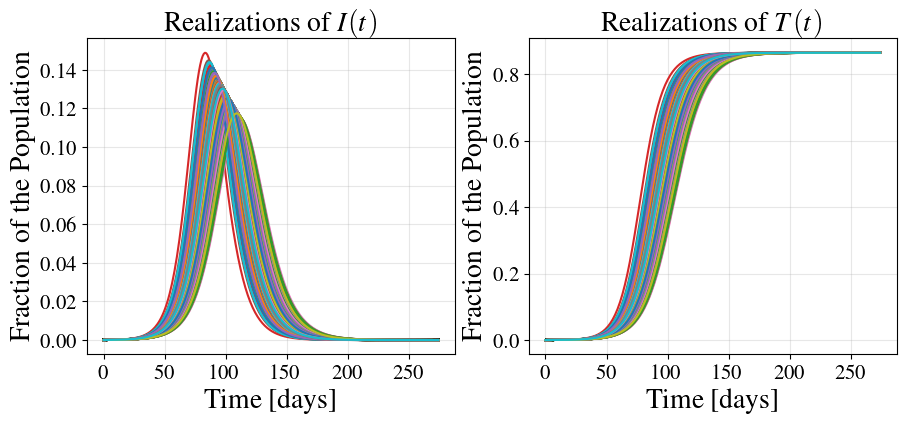 Realizations of I(t)
Fraction of the Population
0.14
0.12
0.10
0.08
0.06
0.04
0.02
0.00
0 50 100 150 200 250
Time [days]
Realizations of T(t)
Fraction of the Population
0.8
0.6
0.4
0.2
0.0
0 50 100 150 200 250
Time [days]